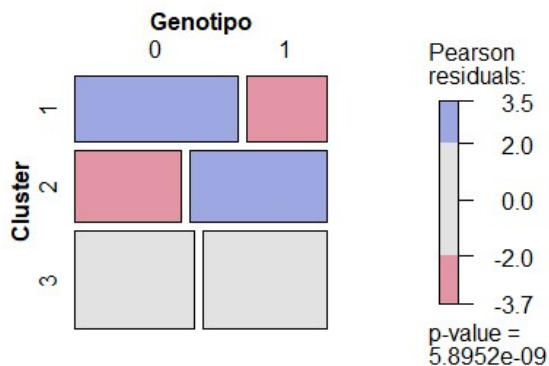 Genotipo
0 1
Cluster
1
2
3
Pearson
residuals:
3.5
2.0
0.0
-2.0
-3.7
p-value =
5.8952e-09